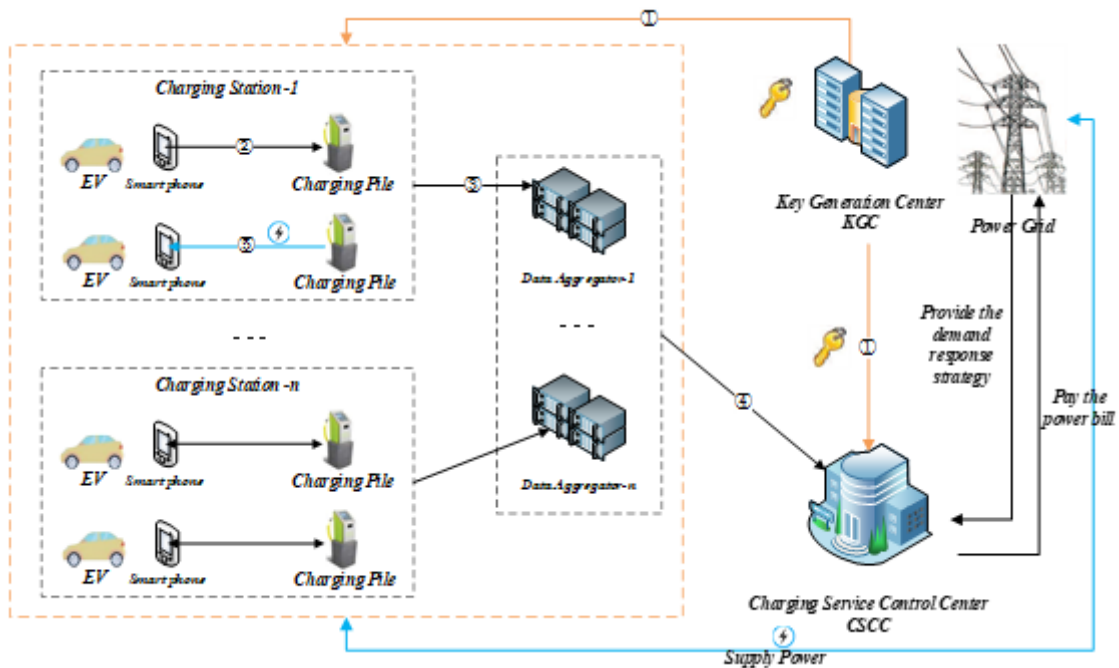 ①
Charging Station-1
②
EV
Smart phone
Charging Pile
③
⑤
EV
Smart phone
Charging Pile
Data Aggregator-1
- - -
- - -
Charging Station-n
EV
Smart phone
Charging Pile
Data Aggregator-n
EV
Smart phone
Charging Pile
④
Key Generation Center
KGC
①
Power Grid
Provide the
demand
response
strategy
Pay the
power bill
Charging Service Control Center
CSCC
Supply Power